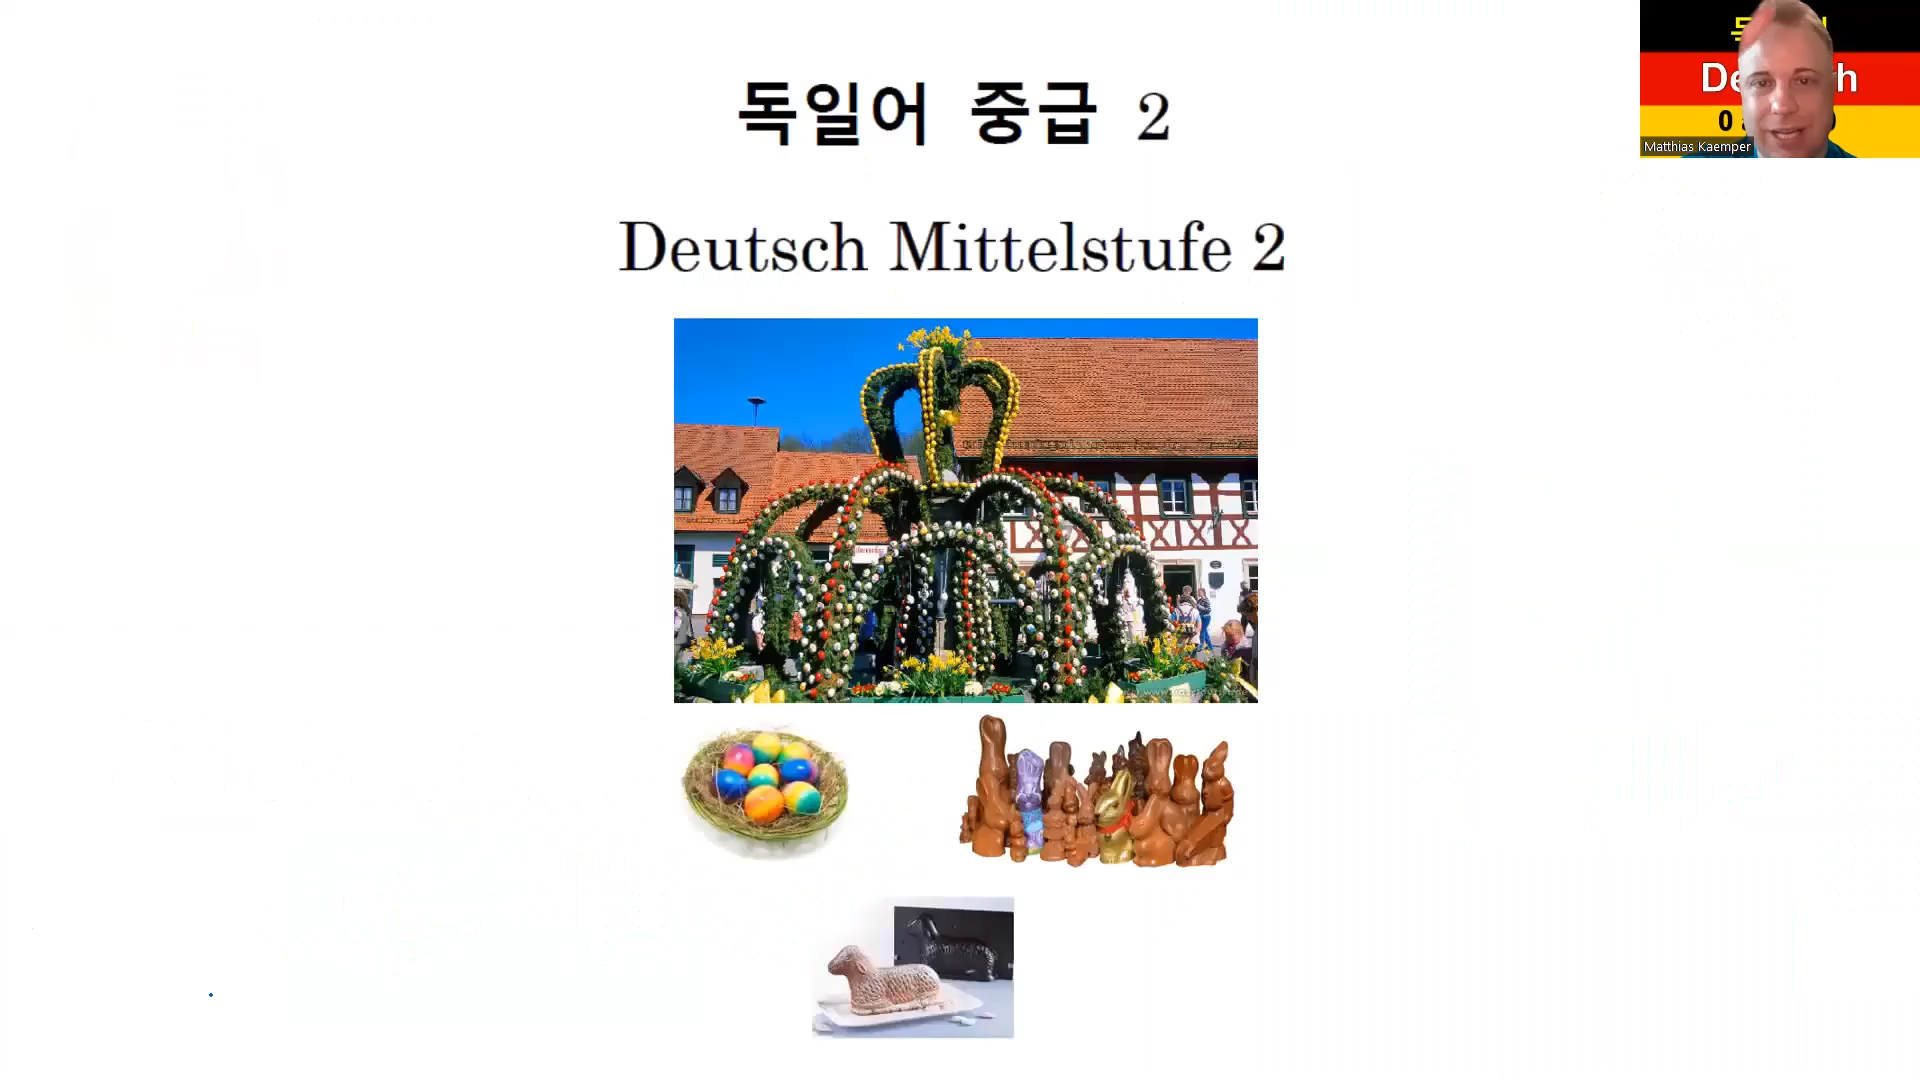 독일어 중급 2
Deutsch Mittelstufe 2
Matthias Kaemper